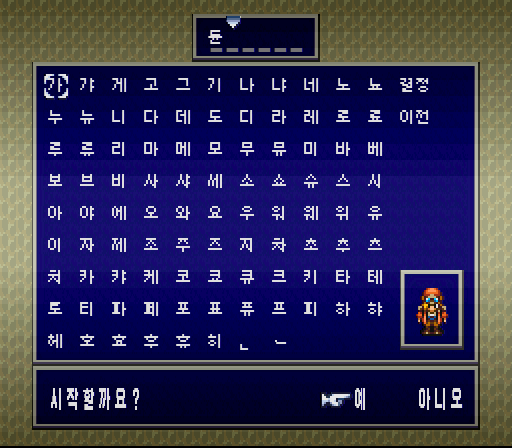 가 갸 게 고 그 기 나 냐 네 노 뇨 결정
누 뉴 니 다 데 도 디 라 레 로 료 이전
루 류 리 마 메 모 무 뮤 미 바 베
보 브 비 사 샤 세 소 쇼 슈 스 시
아 야 에 오 와 요 우 워 웨 위 유
이 자 제 조 주 즈 지 차 초 추 츠
카 캬 케 코 쿄 큐 크 키 타 테
토 티 파 페 포 표 퓨 프 피 하 햐
헤 호 효 후 휴 히
시작할까요? 예 아니오